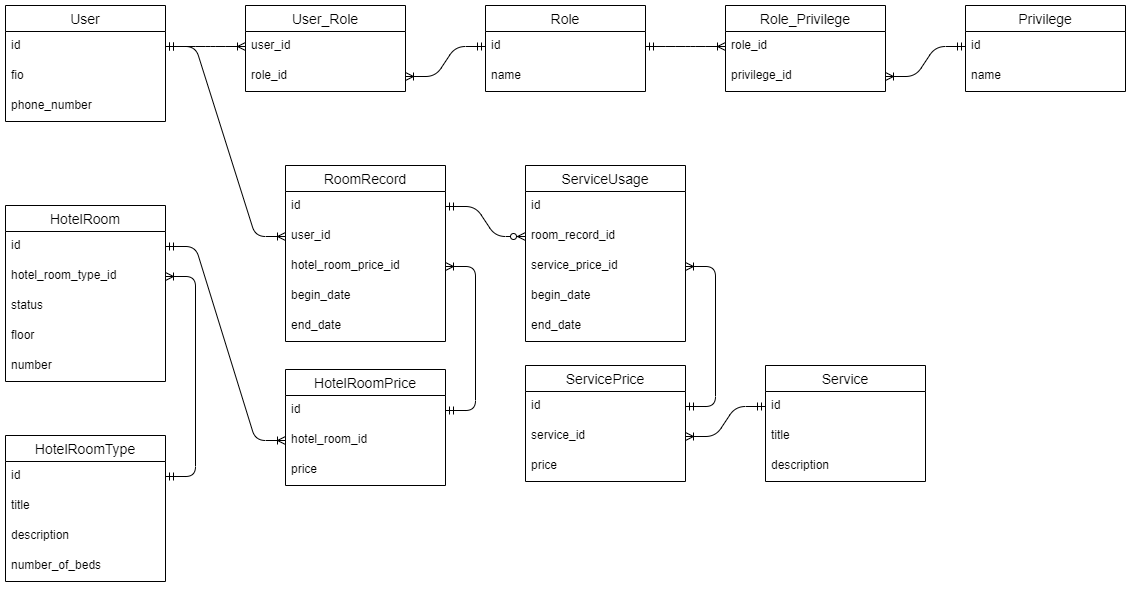 User
id
fio
phone_number
User_Role
user_id
role_id
Role
id
name
Role_Privilege
role_id
privilege_id
Privilege
id
name
HotelRoom
id
hotel_room_type_id
status
floor
number
RoomRecord
id
user_id
hotel_room_price_id
begin_date
end_date
ServiceUsage
id
room_record_id
service_price_id
begin_date
end_date
HotelRoomType
id
title
description
number_of_beds
HotelRoomPrice
id
hotel_room_id
price
ServicePrice
id
service_id
price
Service
id
title
description